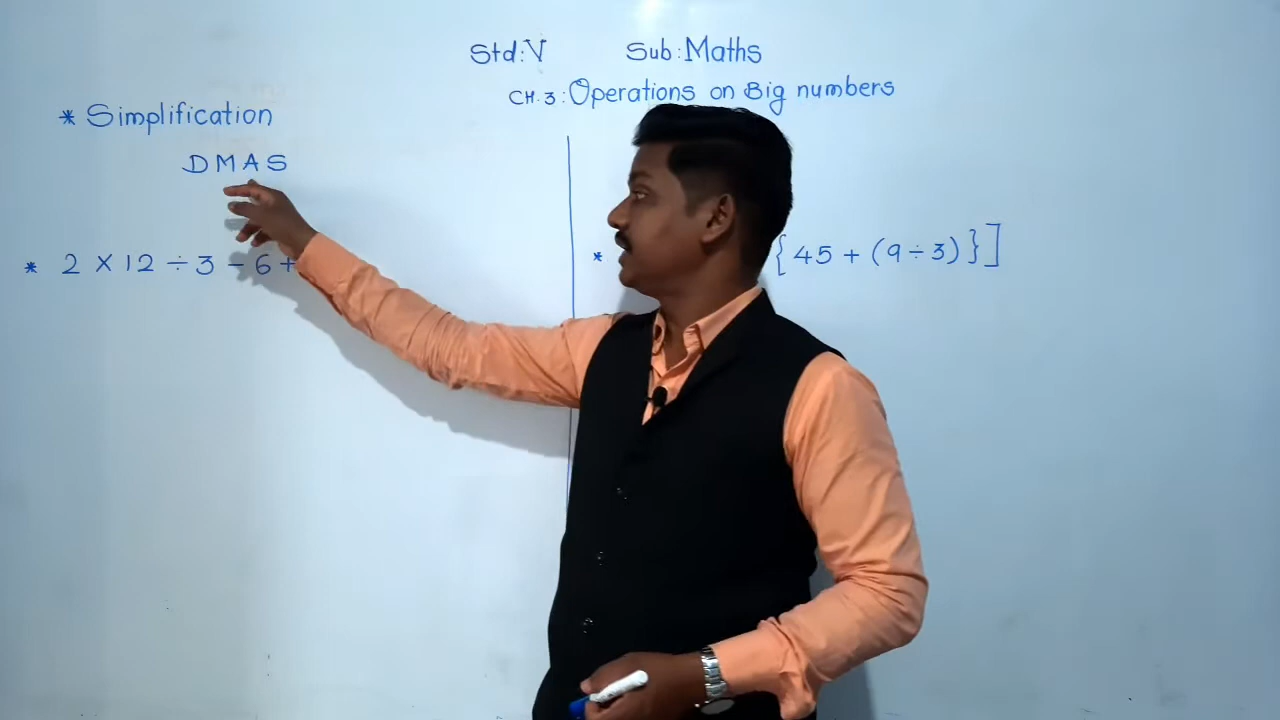 Std: V Sub: Maths
CH. 3: Operations on Big numbers
* Simplification
DMAS
* 2 × 12 ÷ 3 - 6 +
* {45 + (9 ÷ 3)}]